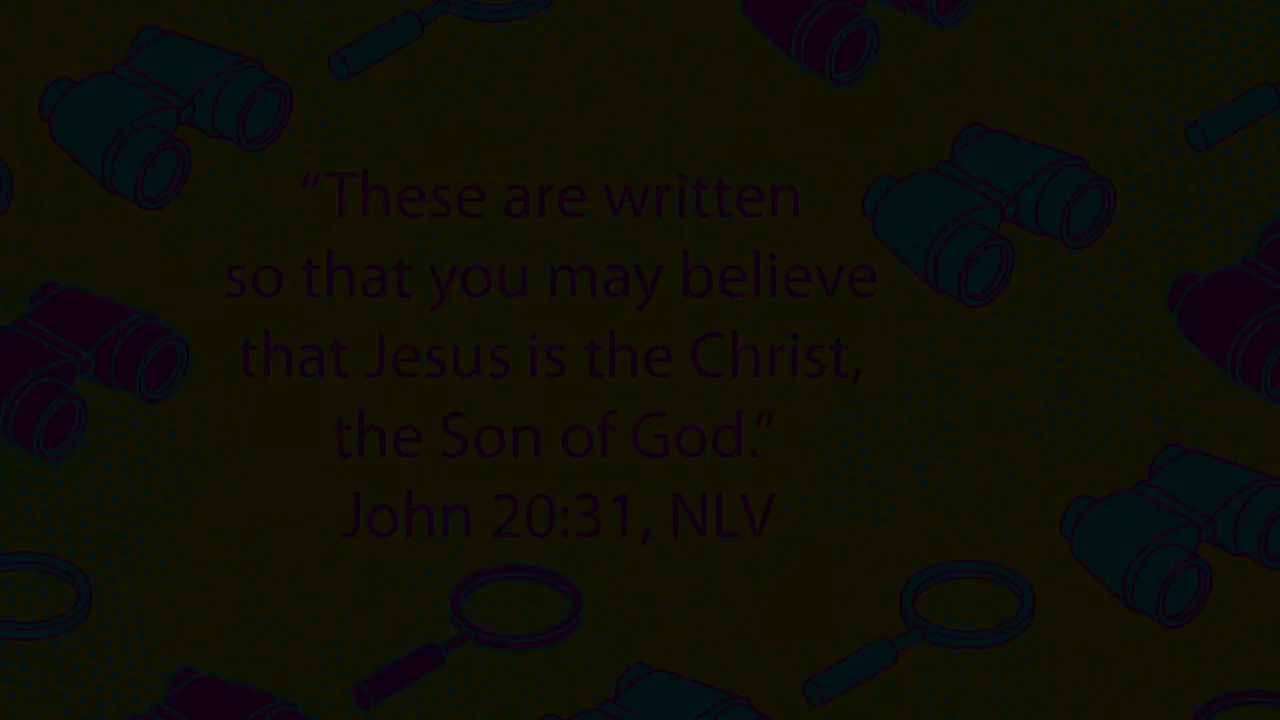 “These are written
so that you may believe
that Jesus is the Christ,
the Son of God.”
John 20:31, NLV